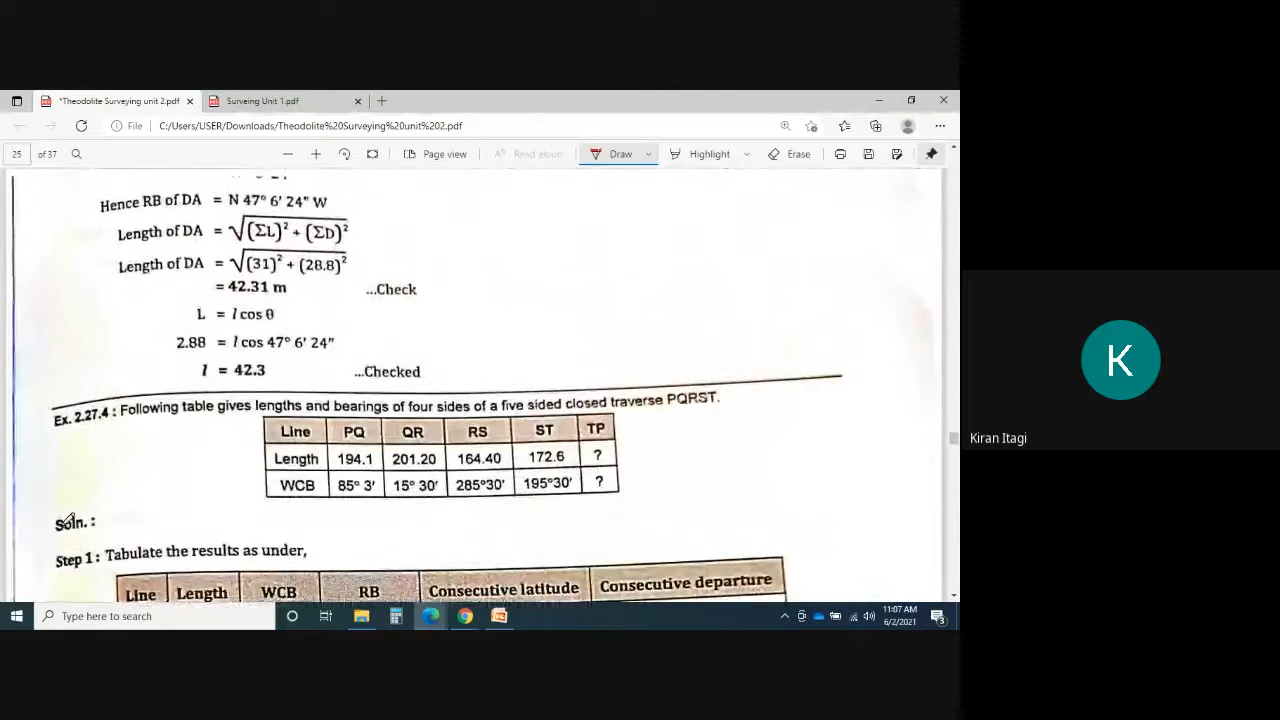 *Theodolite Surveying unit 2.pdf
Surveing Unit 1.pdf
File
C:/Users/USER/Downloads/Theodolite%20Surveying%20unit%202.pdf
25 of 37
Page view
Read aloud
Draw
Highlight
Erase
Hence RB of DA = N 47° 6' 24" W
Length of DA = √(ΣL)² + (ΣD)²
Length of DA = √(31)² + (28.8)²
= 42.31 m ...Check
L = l cos θ
2.88 = l cos 47° 6' 24"
l = 42.3 ...Checked
Ex. 2.27.4 : Following table gives lengths and bearings of four sides of a five sided closed traverse PQRST.
Line PQ QR RS ST TP
Length 194.1 201.20 164.40 172.6 ?
WCB 85° 3' 15° 30' 285°30' 195°30' ?
Soln. :
Step 1 : Tabulate the results as under,
Line Length WCB RB Consecutive latitude Consecutive departure
Type here to search
11:07 AM
6/2/2021
3
K
Kiran Itagi